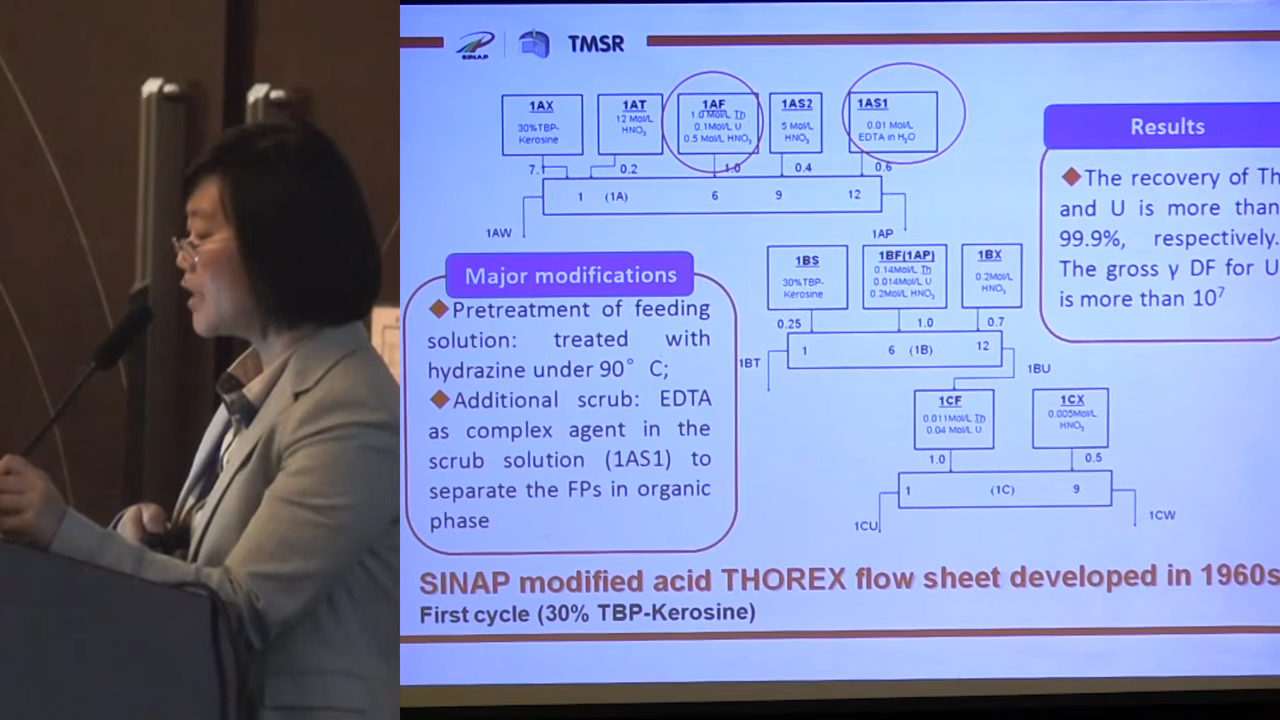 SINAP
TMSR
1AX
30%TBP-
Kerosine
1AT
12 Mol/L
HNO3
1AF
1.0 Mol/L Th
0.1Mol/L U
0.5 Mol/L HNO3
1AS2
5 Mol/L
HNO3
1AS1
0.01 Mol/L
EDTA in H2O
7.1
0.2
1.0
0.4
0.6
1 (1A) 6 9 12
1AW
1AP
1BS
30%TBP-
Kerosine
1BF(1AP)
0.14Mol/L Th
0.014Mol/L U
0.2Mol/L HNO3
1BX
0.2Mol/L
HNO3
0.25
1.0
0.7
1 6 (1B) 12
1BT
1BU
1CF
0.011Mol/L Th
0.04 Mol/L U
1CX
0.005Mol/L
HNO3
1.0
0.5
1 (1C) 9
1CU
1CW
Major modifications
Pretreatment of feeding
solution: treated with
hydrazine under 90° C;
Additional scrub: EDTA
as complex agent in the
scrub solution (1AS1) to
separate the FPs in organic
phase
Results
The recovery of Th
and U is more than
99.9%, respectively.
The gross γ DF for U
is more than 10⁷
SINAP modified acid THOREX flow sheet developed in 1960s
First cycle (30% TBP-Kerosine)